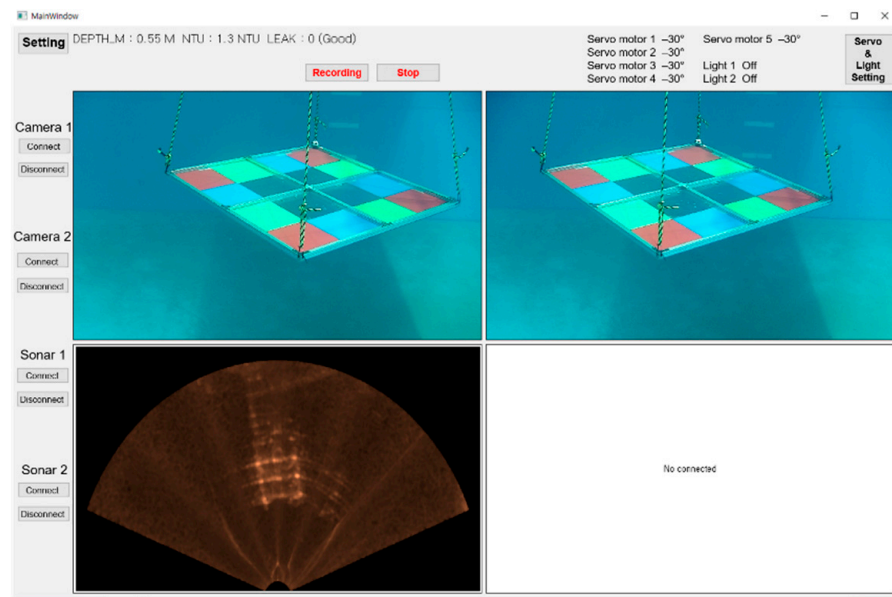 MainWindow
Setting
DEPTH_M : 0.55 M NTU : 1.3 NTU LEAK : 0 (Good)
Recording
Stop
Servo motor 1 –30°
Servo motor 2 –30°
Servo motor 3 –30°
Servo motor 4 –30°
Servo motor 5 –30°
Light 1 Off
Light 2 Off
Servo
&
Light
Setting
Camera 1
Connect
Disconnect
Camera 2
Connect
Disconnect
Sonar 1
Connect
Disconnect
Sonar 2
Connect
Disconnect
No connected